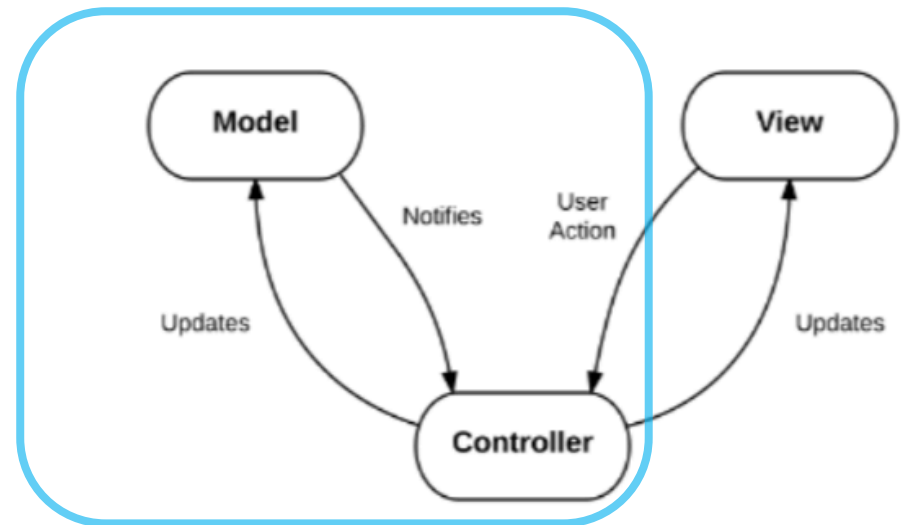 Model
View
Notifies
User
Action
Updates
Updates
Controller